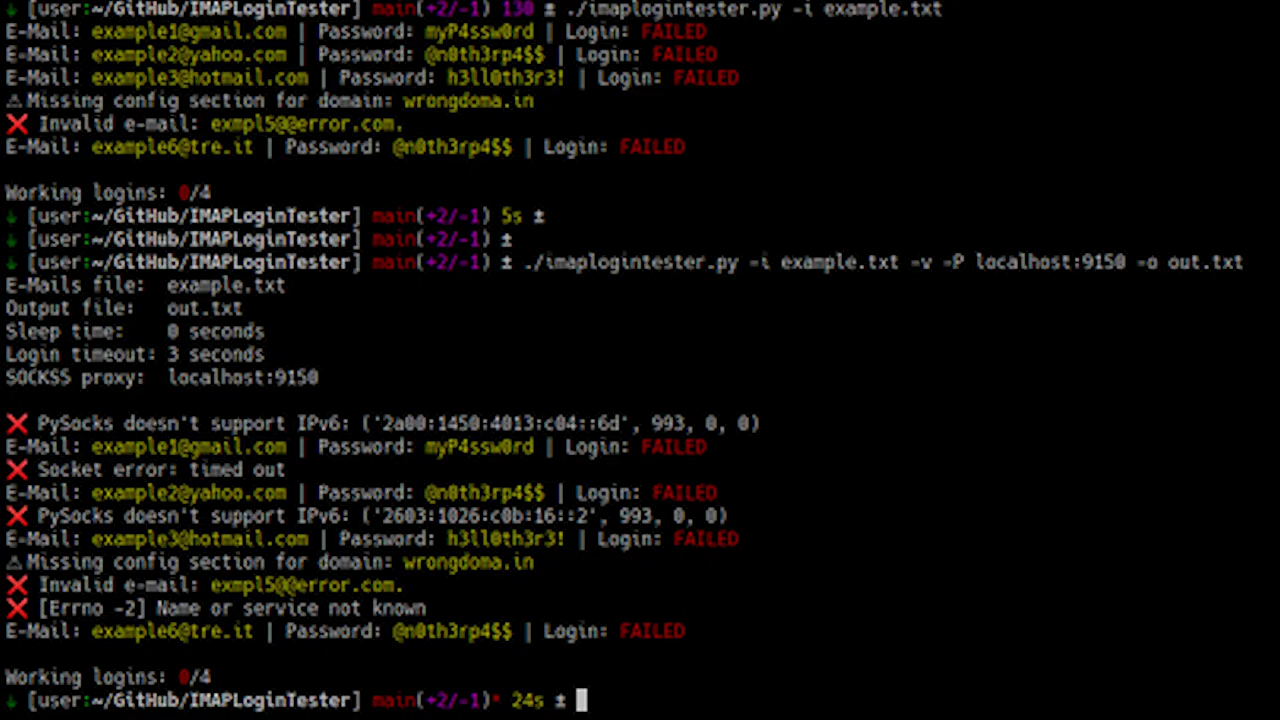 ↓ [user:~/GitHub/IMAPLoginTester] main(+2/-1) 130 ± ./imaplogintester.py -i example.txt
E-Mail: example1@gmail.com | Password: myP4ssw0rd | Login: FAILED
E-Mail: example2@yahoo.com | Password: @n0th3rp4$$ | Login: FAILED
E-Mail: example3@hotmail.com | Password: h3ll0th3r3! | Login: FAILED
⚠ Missing config section for domain: wrongdoma.in
❌ Invalid e-mail: exmpl5@@error.com.
E-Mail: example6@tre.it | Password: @n0th3rp4$$ | Login: FAILED
Working logins: 0/4
↓ [user:~/GitHub/IMAPLoginTester] main(+2/-1) 5s ±
↓ [user:~/GitHub/IMAPLoginTester] main(+2/-1) ±
↓ [user:~/GitHub/IMAPLoginTester] main(+2/-1) ± ./imaplogintester.py -i example.txt -v -P localhost:9150 -o out.txt
E-Mails file: example.txt
Output file: out.txt
Sleep time: 0 seconds
Login timeout: 3 seconds
SOCKS5 proxy: localhost:9150
❌ PySocks doesn't support IPv6: ('2a00:1450:4013:c04::6d', 993, 0, 0)
E-Mail: example1@gmail.com | Password: myP4ssw0rd | Login: FAILED
❌ Socket error: timed out
E-Mail: example2@yahoo.com | Password: @n0th3rp4$$ | Login: FAILED
❌ PySocks doesn't support IPv6: ('2603:1026:c0b:16::2', 993, 0, 0)
E-Mail: example3@hotmail.com | Password: h3ll0th3r3! | Login: FAILED
⚠ Missing config section for domain: wrongdoma.in
❌ Invalid e-mail: exmpl5@@error.com.
❌ [Errno -2] Name or service not known
E-Mail: example6@tre.it | Password: @n0th3rp4$$ | Login: FAILED
Working logins: 0/4
↓ [user:~/GitHub/IMAPLoginTester] main(+2/-1)* 24s ±